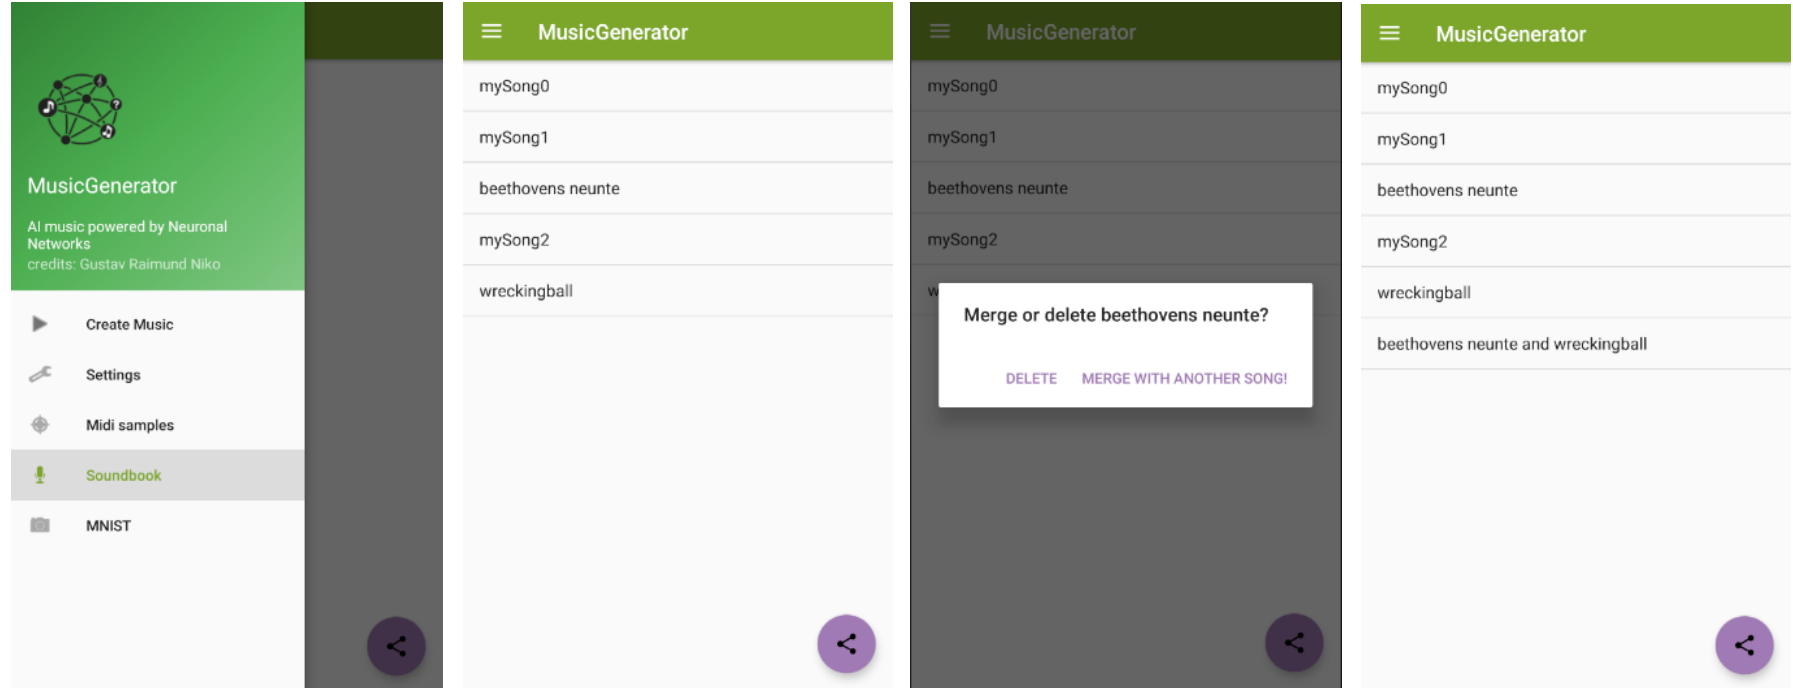 MusicGenerator
AI music powered by Neuronal
Networks
credits: Gustav Raimund Niko
Create Music
Settings
Midi samples
Soundbook
MNIST
MusicGenerator
mySong0
mySong1
beethovens neunte
mySong2
wreckingball
MusicGenerator
mySong0
mySong1
beethovens neunte
mySong2
w
Merge or delete beethovens neunte?
DELETE MERGE WITH ANOTHER SONG!
MusicGenerator
mySong0
mySong1
beethovens neunte
mySong2
wreckingball
beethovens neunte and wreckingball